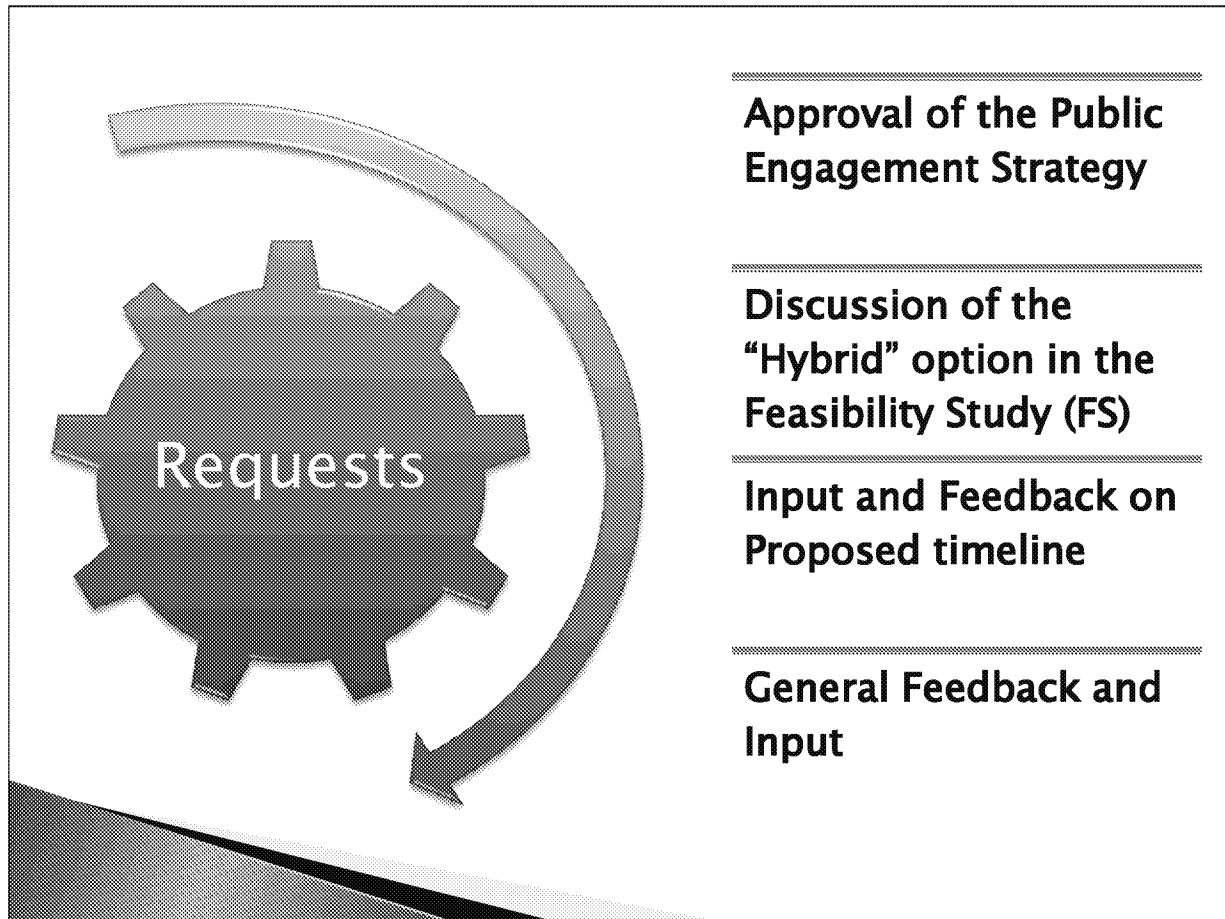 Requests
Approval of the Public
Engagement Strategy
Discussion of the
“Hybrid” option in the
Feasibility Study (FS)
Input and Feedback on
Proposed timeline
General Feedback and
Input